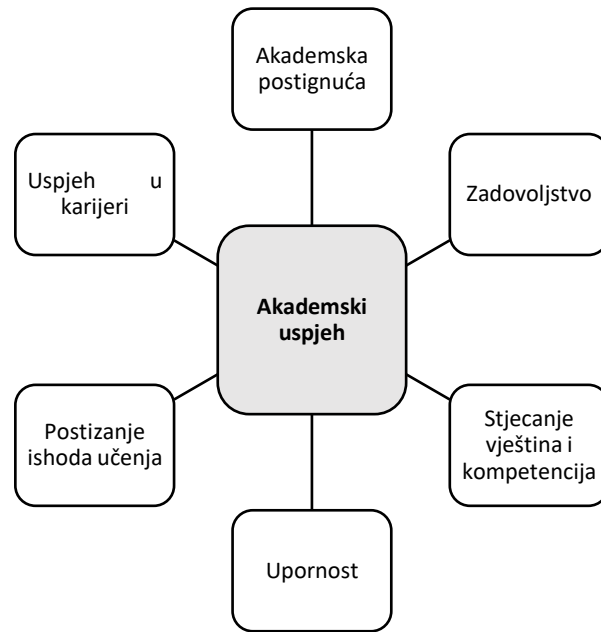 Akademska
postignuća
Uspjeh u
karijeri
Zadovoljstvo
Akademski
uspjeh
Postizanje
ishoda učenja
Stjecanje
vještina i
kompetencija
Upornost